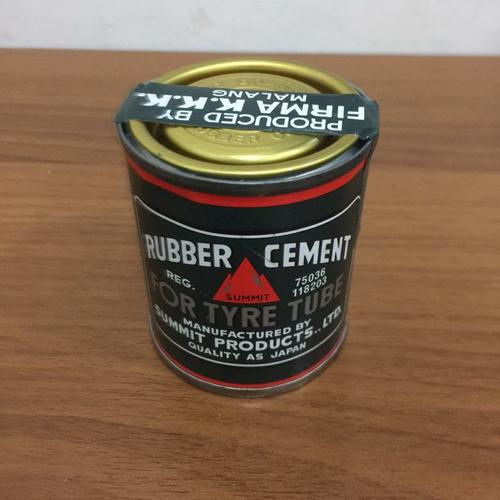 PRODUCED BY
FIRMA K.K.K.
MALANG
RUBBER CEMENT
REG.
75036
118203
SUMMIT
FOR TYRE TUBE
MANUFACTURED BY
SUMMIT PRODUCTS., LTD.
QUALITY AS JAPAN